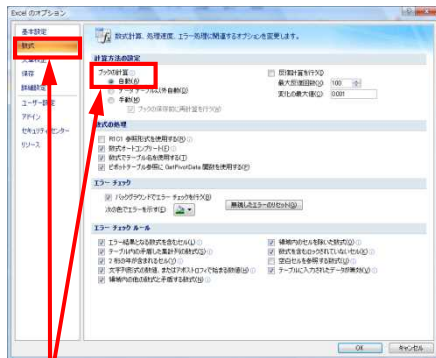 Excel のオプション
基本設定
数式
文章校正
保存
詳細設定
ユーザー設定
アドイン
セキュリティ センター
リソース
数式計算、処理速度、エラー処理に関連するオプションを変更します。
計算方法の設定
ブックの計算
自動(A)
データ テーブル以外自動(D)
手動(M)
ブックの保存前に再計算を行う(W)
反復計算を行う(I)
最大反復回数(X) 100
変化の最大値(C) 0.001
数式の処理
R1C1 参照形式を使用する(R)
数式オートコンプリート(F)
数式でテーブル名を使用する(T)
ピボットテーブル参照に GetPivotData 関数を使用する(P)
エラー チェック
バックグラウンドでエラー チェックを行う(B)
次の色でエラーを示す(E)
無視したエラーのリセット(G)
エラー チェック ルール
エラー結果となる数式を含むセル(L)
テーブル内の矛盾した集計列の数式(S)
2 桁の年が含まれるセル(Y)
文字列形式の数値、またはアポストロフィで始まる数値(H)
領域内の他の数式と矛盾する数式(N)
領域内のセルを除いた数式(O)
数式を含むロックされていないセル(K)
空白セルを参照する数式(U)
テーブルに入力されたデータが無効(V)
OK
キャンセル